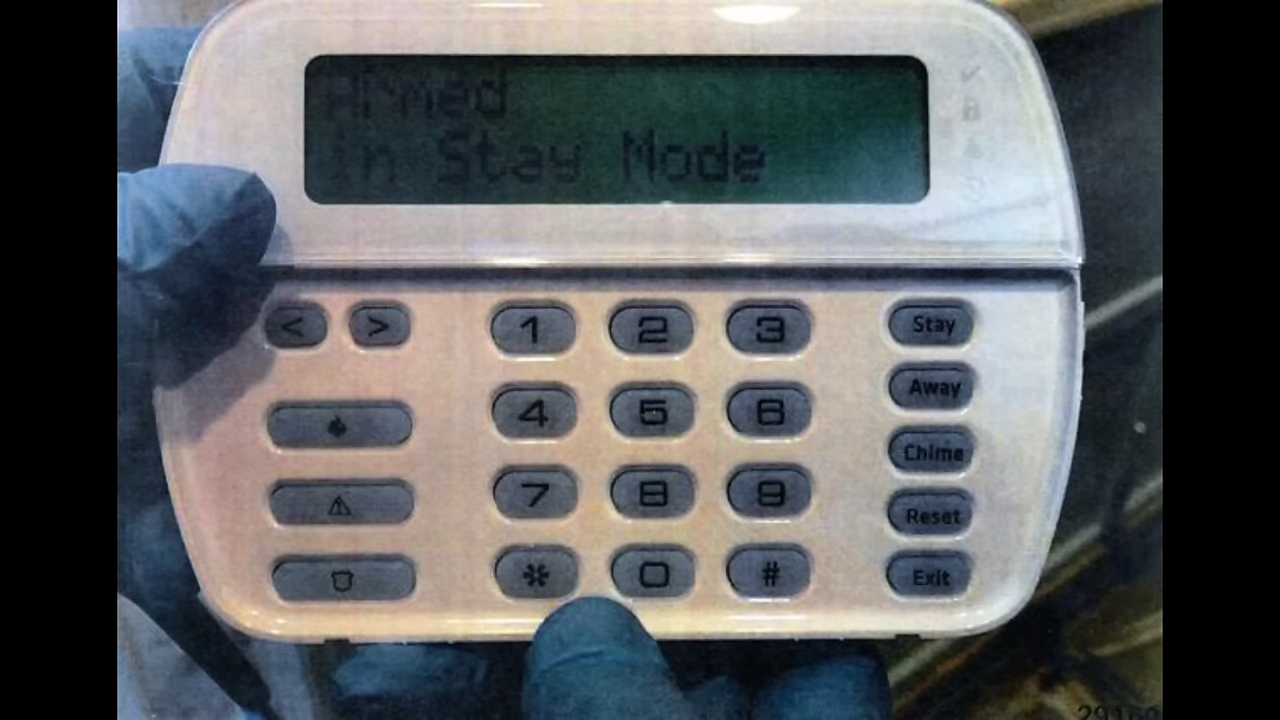 Armed
in Stay Mode
< > 1 2 3 Stay
4 5 6 Away
Chime
7 8 9 Reset
* 0 # Exit